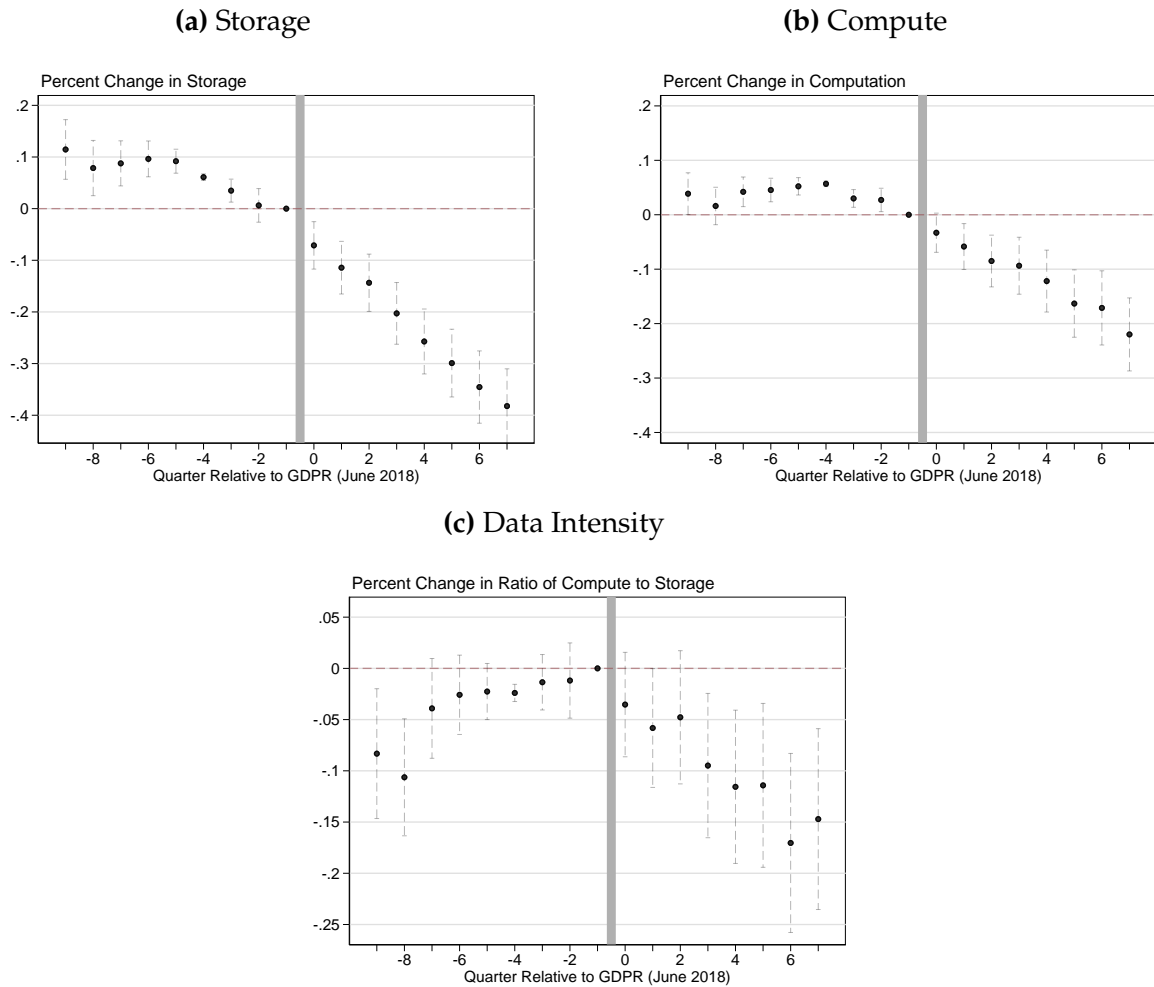 (a) Storage
Percent Change in Storage
.2
.1
0
-.1
-.2
-.3
-.4
-8 -6 -4 -2 0 2 4 6
Quarter Relative to GDPR (June 2018)
(b) Compute
Percent Change in Computation
.2
.1
0
-.1
-.2
-.3
-.4
-8 -6 -4 -2 0 2 4 6
Quarter Relative to GDPR (June 2018)
(c) Data Intensity
Percent Change in Ratio of Compute to Storage
.05
0
-.05
-.1
-.15
-.2
-.25
-8 -6 -4 -2 0 2 4 6
Quarter Relative to GDPR (June 2018)